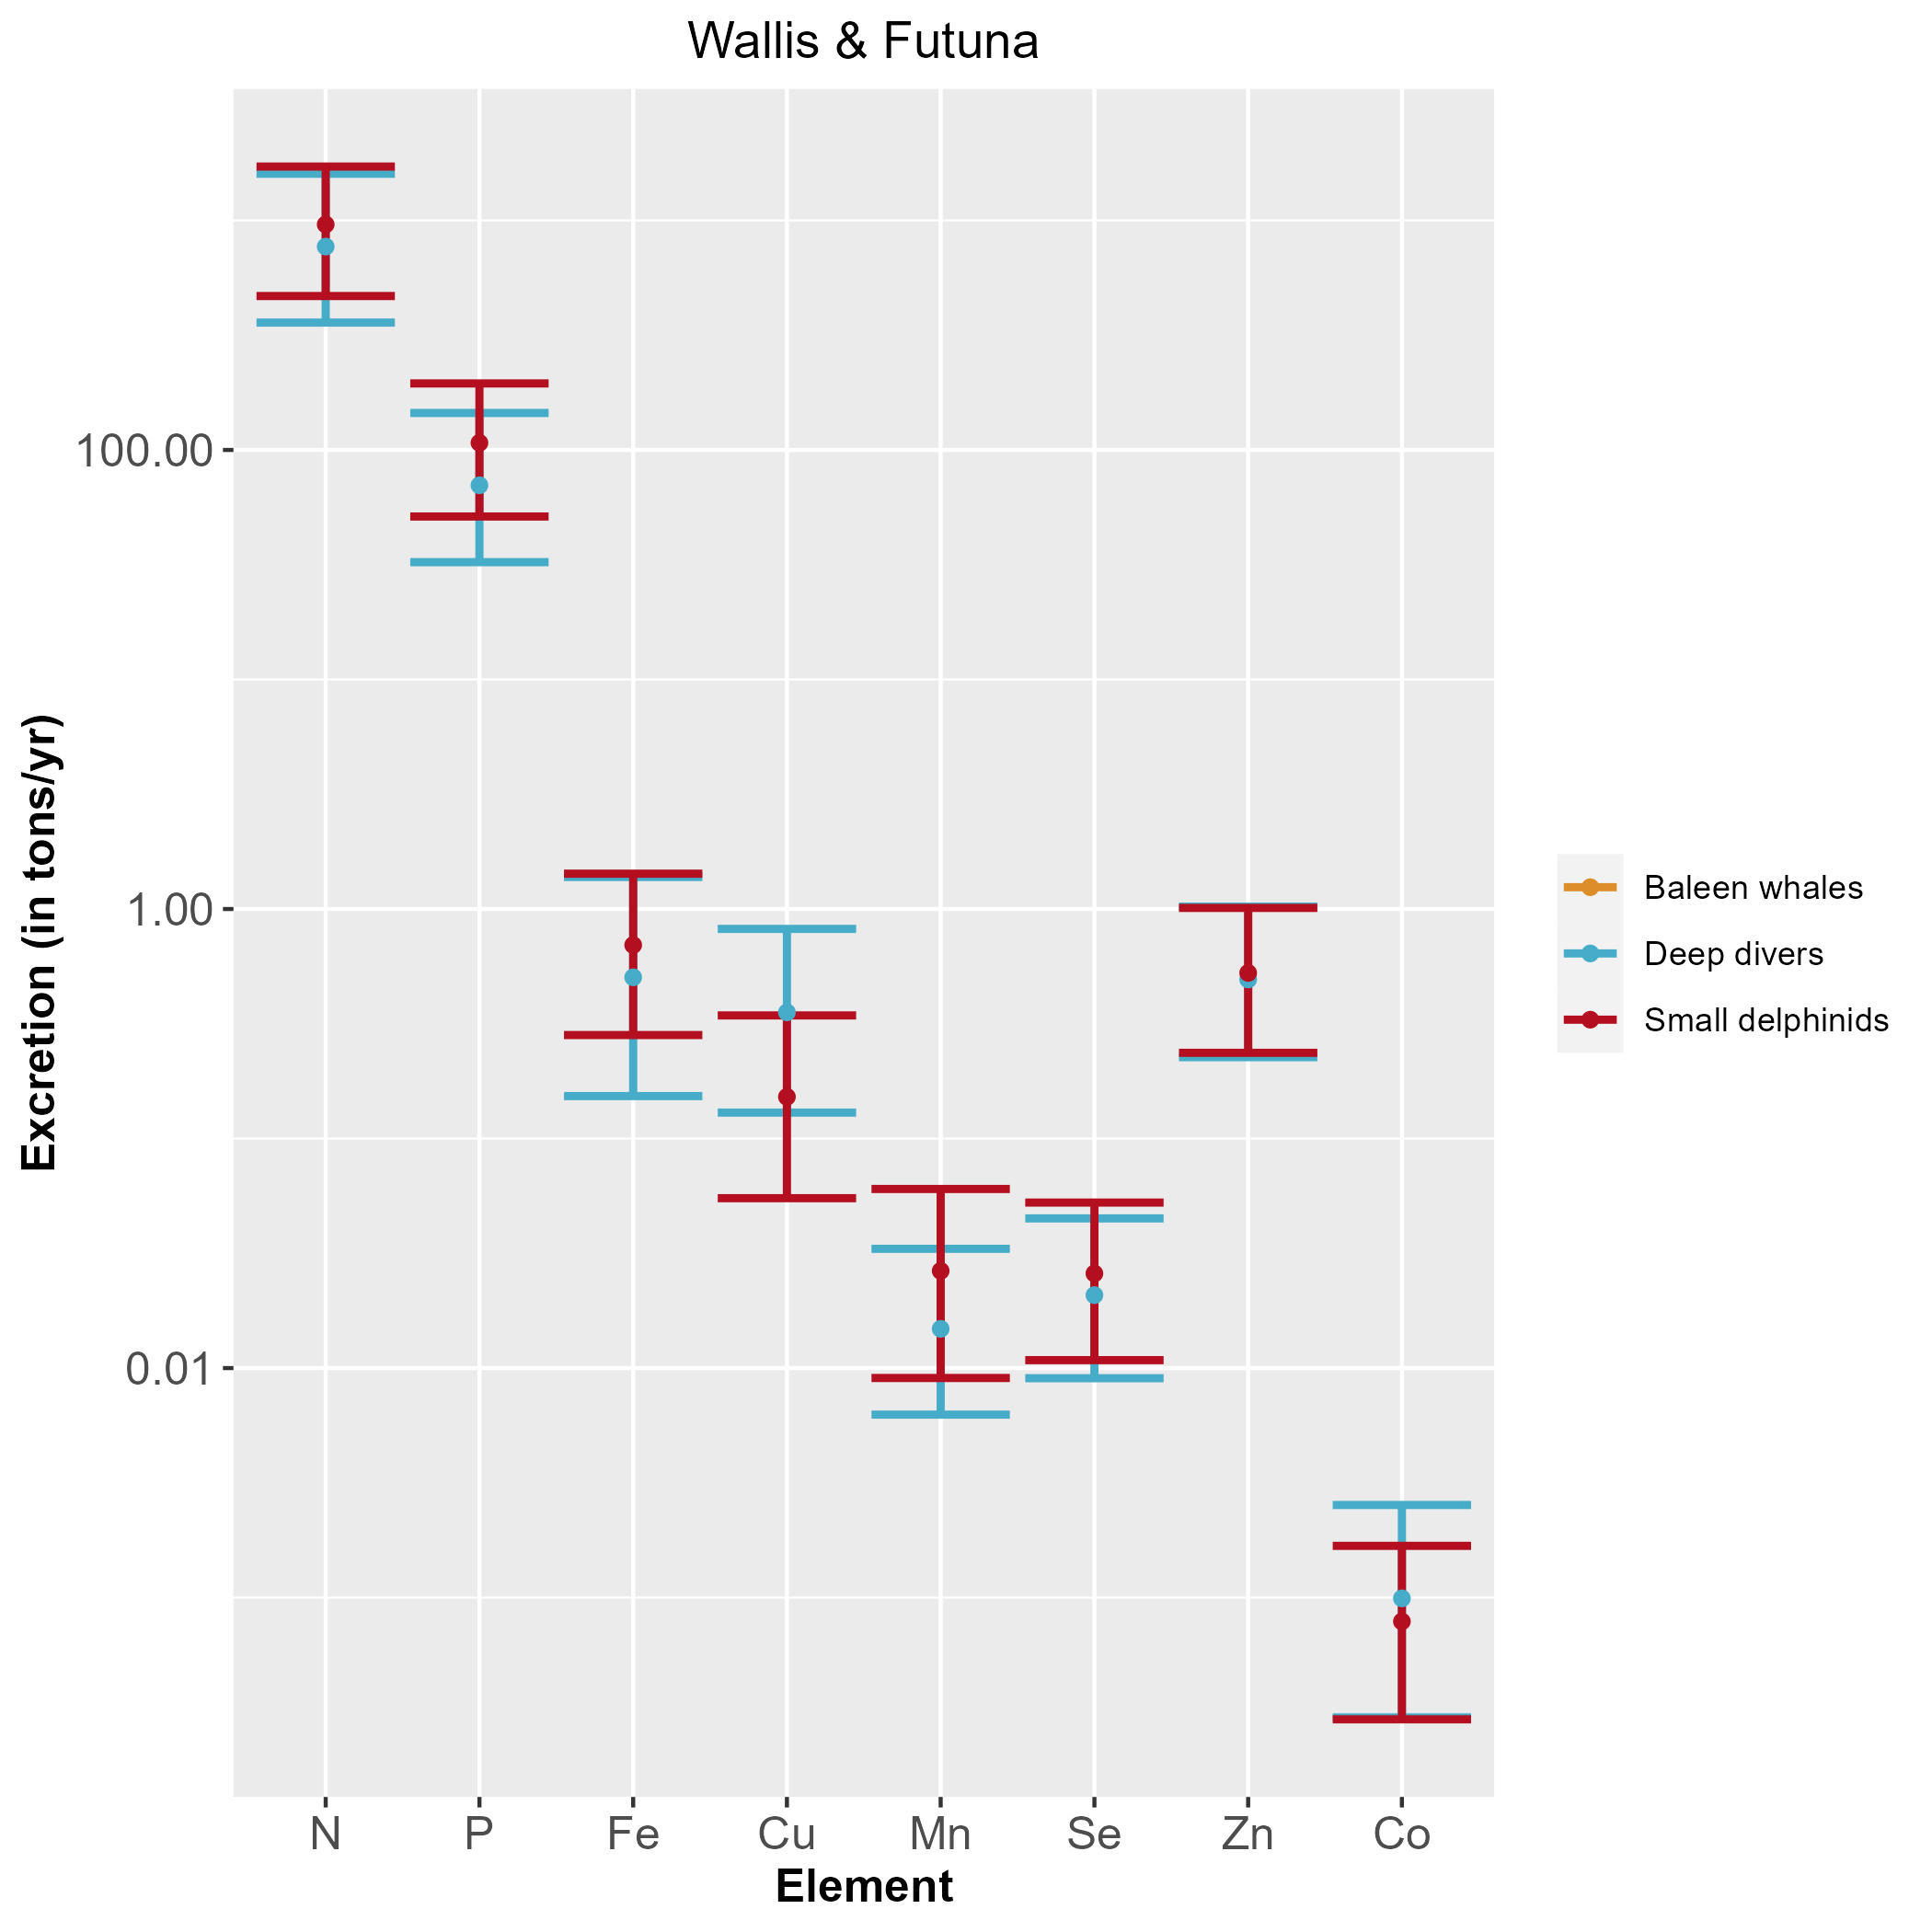 Wallis & Futuna
Excretion (in tons/yr)
100.00
1.00
0.01
N P Fe Cu Mn Se Zn Co
Element
Baleen whales
Deep divers
Small delphinids